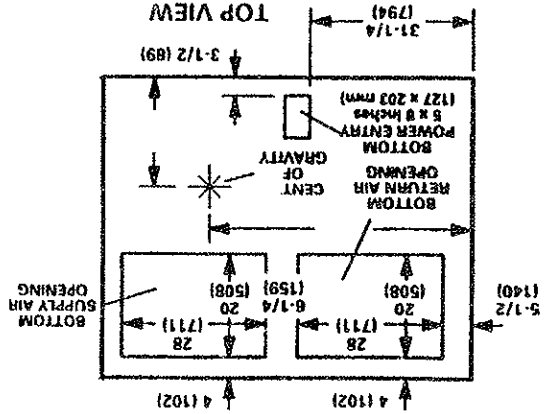 4 (102)
4 (102)
5-1/2
(140)
28
(711)
20
(508)
6-1/4
(159)
28
(711)
20
(508)
BOTTOM
SUPPLY AIR
OPENING
BOTTOM
RETURN AIR
OPENING
CENT
OF
GRAVITY
BOTTOM
POWER ENTRY
5 x 8 inches
(127 x 203 mm)
3-1/2 (89)
31-1/4
(794)
TOP VIEW